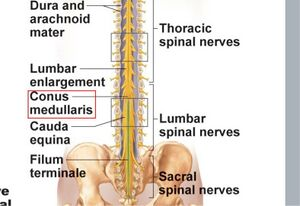 Dura and
arachnoid
mater
Lumbar
enlargement
Conus
medullaris
Cauda
equina
Filum
terminale
Thoracic
spinal nerves
Lumbar
spinal nerves
Sacral
spinal nerves